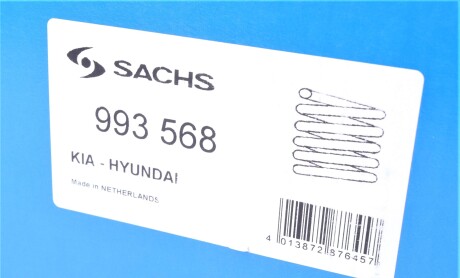 SACHS
993 568
KIA - HYUNDAI
Made in NETHERLANDS
4 013872 876457